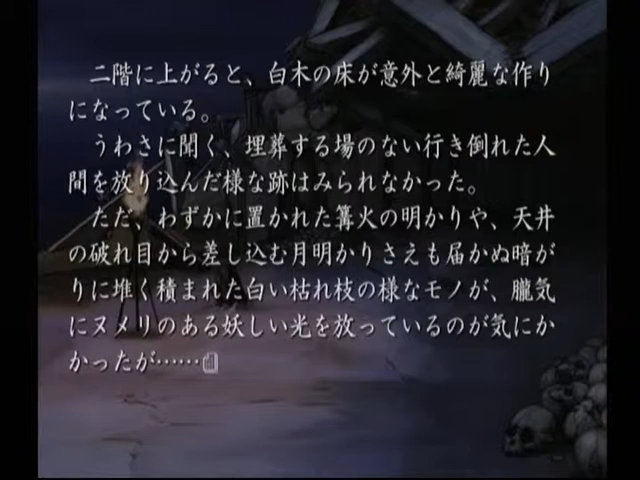 二階に上がると、白木の床が意外と綺麗な作り
になっている。
うわさに聞く、埋葬する場のない行き倒れた人
間を放り込んだ様な跡はみられなかった。
ただ、わずかに置かれた篝火の明かりや、天井
の破れ目から差し込む月明かりさえも届かぬ暗が
りに堆く積まれた白い枯れ枝の様なモノが、朧気
にヌメリのある妖しい光を放っているのが気にか
かったが……